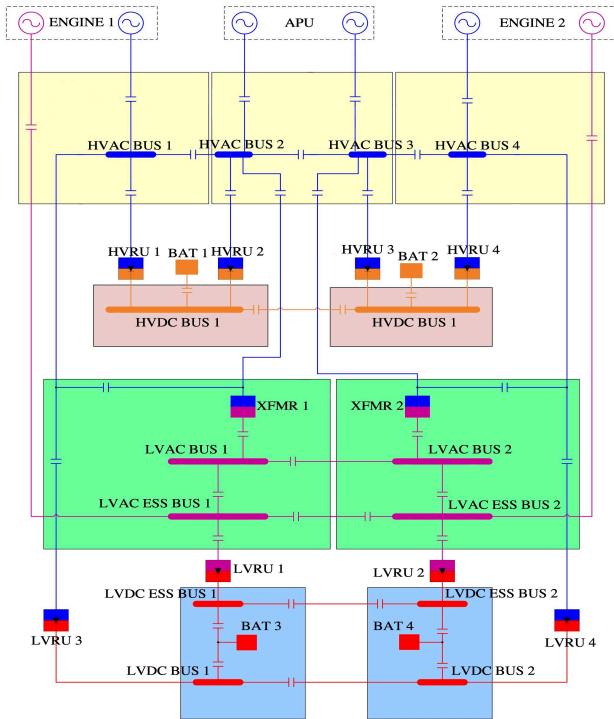 ENGINE 1
APU
ENGINE 2
HVAC BUS 1
HVAC BUS 2
HVAC BUS 3
HVAC BUS 4
HVRU 1
BAT 1
HVRU 2
HVRU 3
BAT 2
HVRU 4
HVDC BUS 1
HVDC BUS 1
XFMR 1
XFMR 2
LVAC BUS 1
LVAC BUS 2
LVAC ESS BUS 1
LVAC ESS BUS 2
LVRU 1
LVRU 2
LVDC ESS BUS 1
LVDC ESS BUS 2
LVRU 3
BAT 3
BAT 4
LVRU 4
LVDC BUS 1
LVDC BUS 2